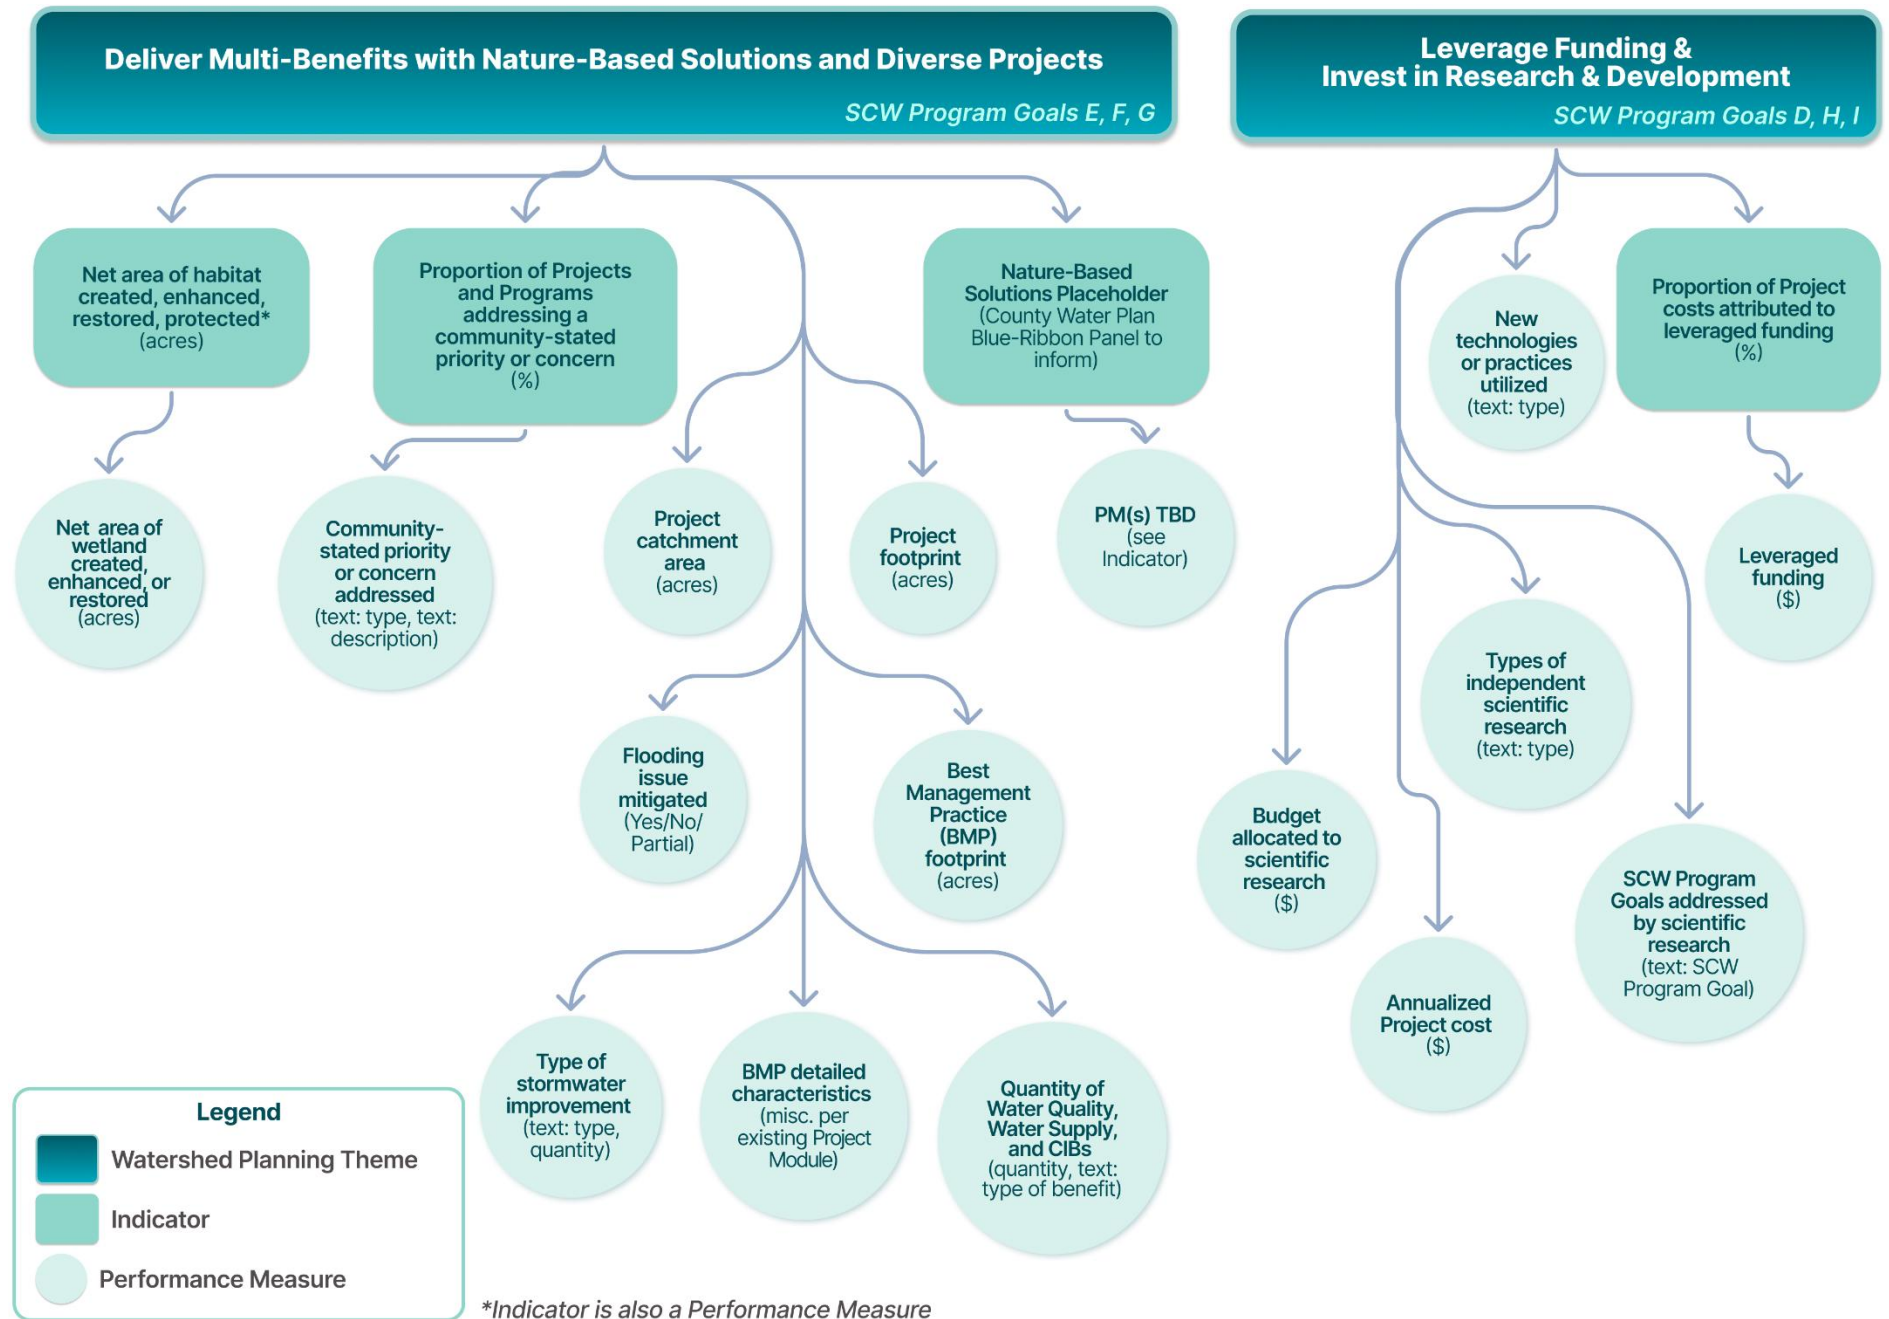 Deliver Multi-Benefits with Nature-Based Solutions and Diverse Projects
SCW Program Goals E, F, G
Leverage Funding &
Invest in Research & Development
SCW Program Goals D, H, I
Net area of habitat
created, enhanced,
restored, protected*
(acres)
Proportion of Projects
and Programs
addressing a
community-stated
priority or concern
(%)
Nature-Based
Solutions Placeholder
(County Water Plan
Blue-Ribbon Panel to
inform)
New
technologies
or practices
utilized
(text: type)
Proportion of Project
costs attributed to
leveraged funding
(%)
Net area of
wetland
created,
enhanced, or
restored
(acres)
Community-
stated priority
or concern
addressed
(text: type, text:
description)
Project
catchment
area
(acres)
Project
footprint
(acres)
PM(s) TBD
(see
Indicator)
Leveraged
funding
($)
Types of
independent
scientific
research
(text: type)
Flooding
issue
mitigated
(Yes/No/
Partial)
Best
Management
Practice
(BMP)
footprint
(acres)
Budget
allocated to
scientific
research
($)
SCW Program
Goals addressed
by scientific
research
(text: SCW
Program Goal)
Annualized
Project cost
($)
Type of
stormwater
improvement
(text: type,
quantity)
BMP detailed
characteristics
(misc. per
existing Project
Module)
Quantity of
Water Quality,
Water Supply,
and CIBs
(quantity, text:
type of benefit)
Legend
Watershed Planning Theme
Indicator
Performance Measure
*Indicator is also a Performance Measure